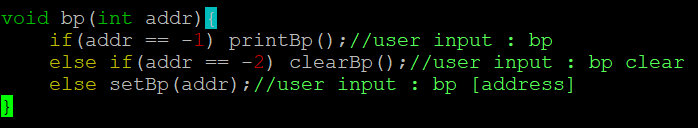 void bp(int addr){
    if(addr == -1) printBp();//user input : bp
    else if(addr == -2) clearBp();//user input : bp clear
    else setBp(addr);//user input : bp [address]
}